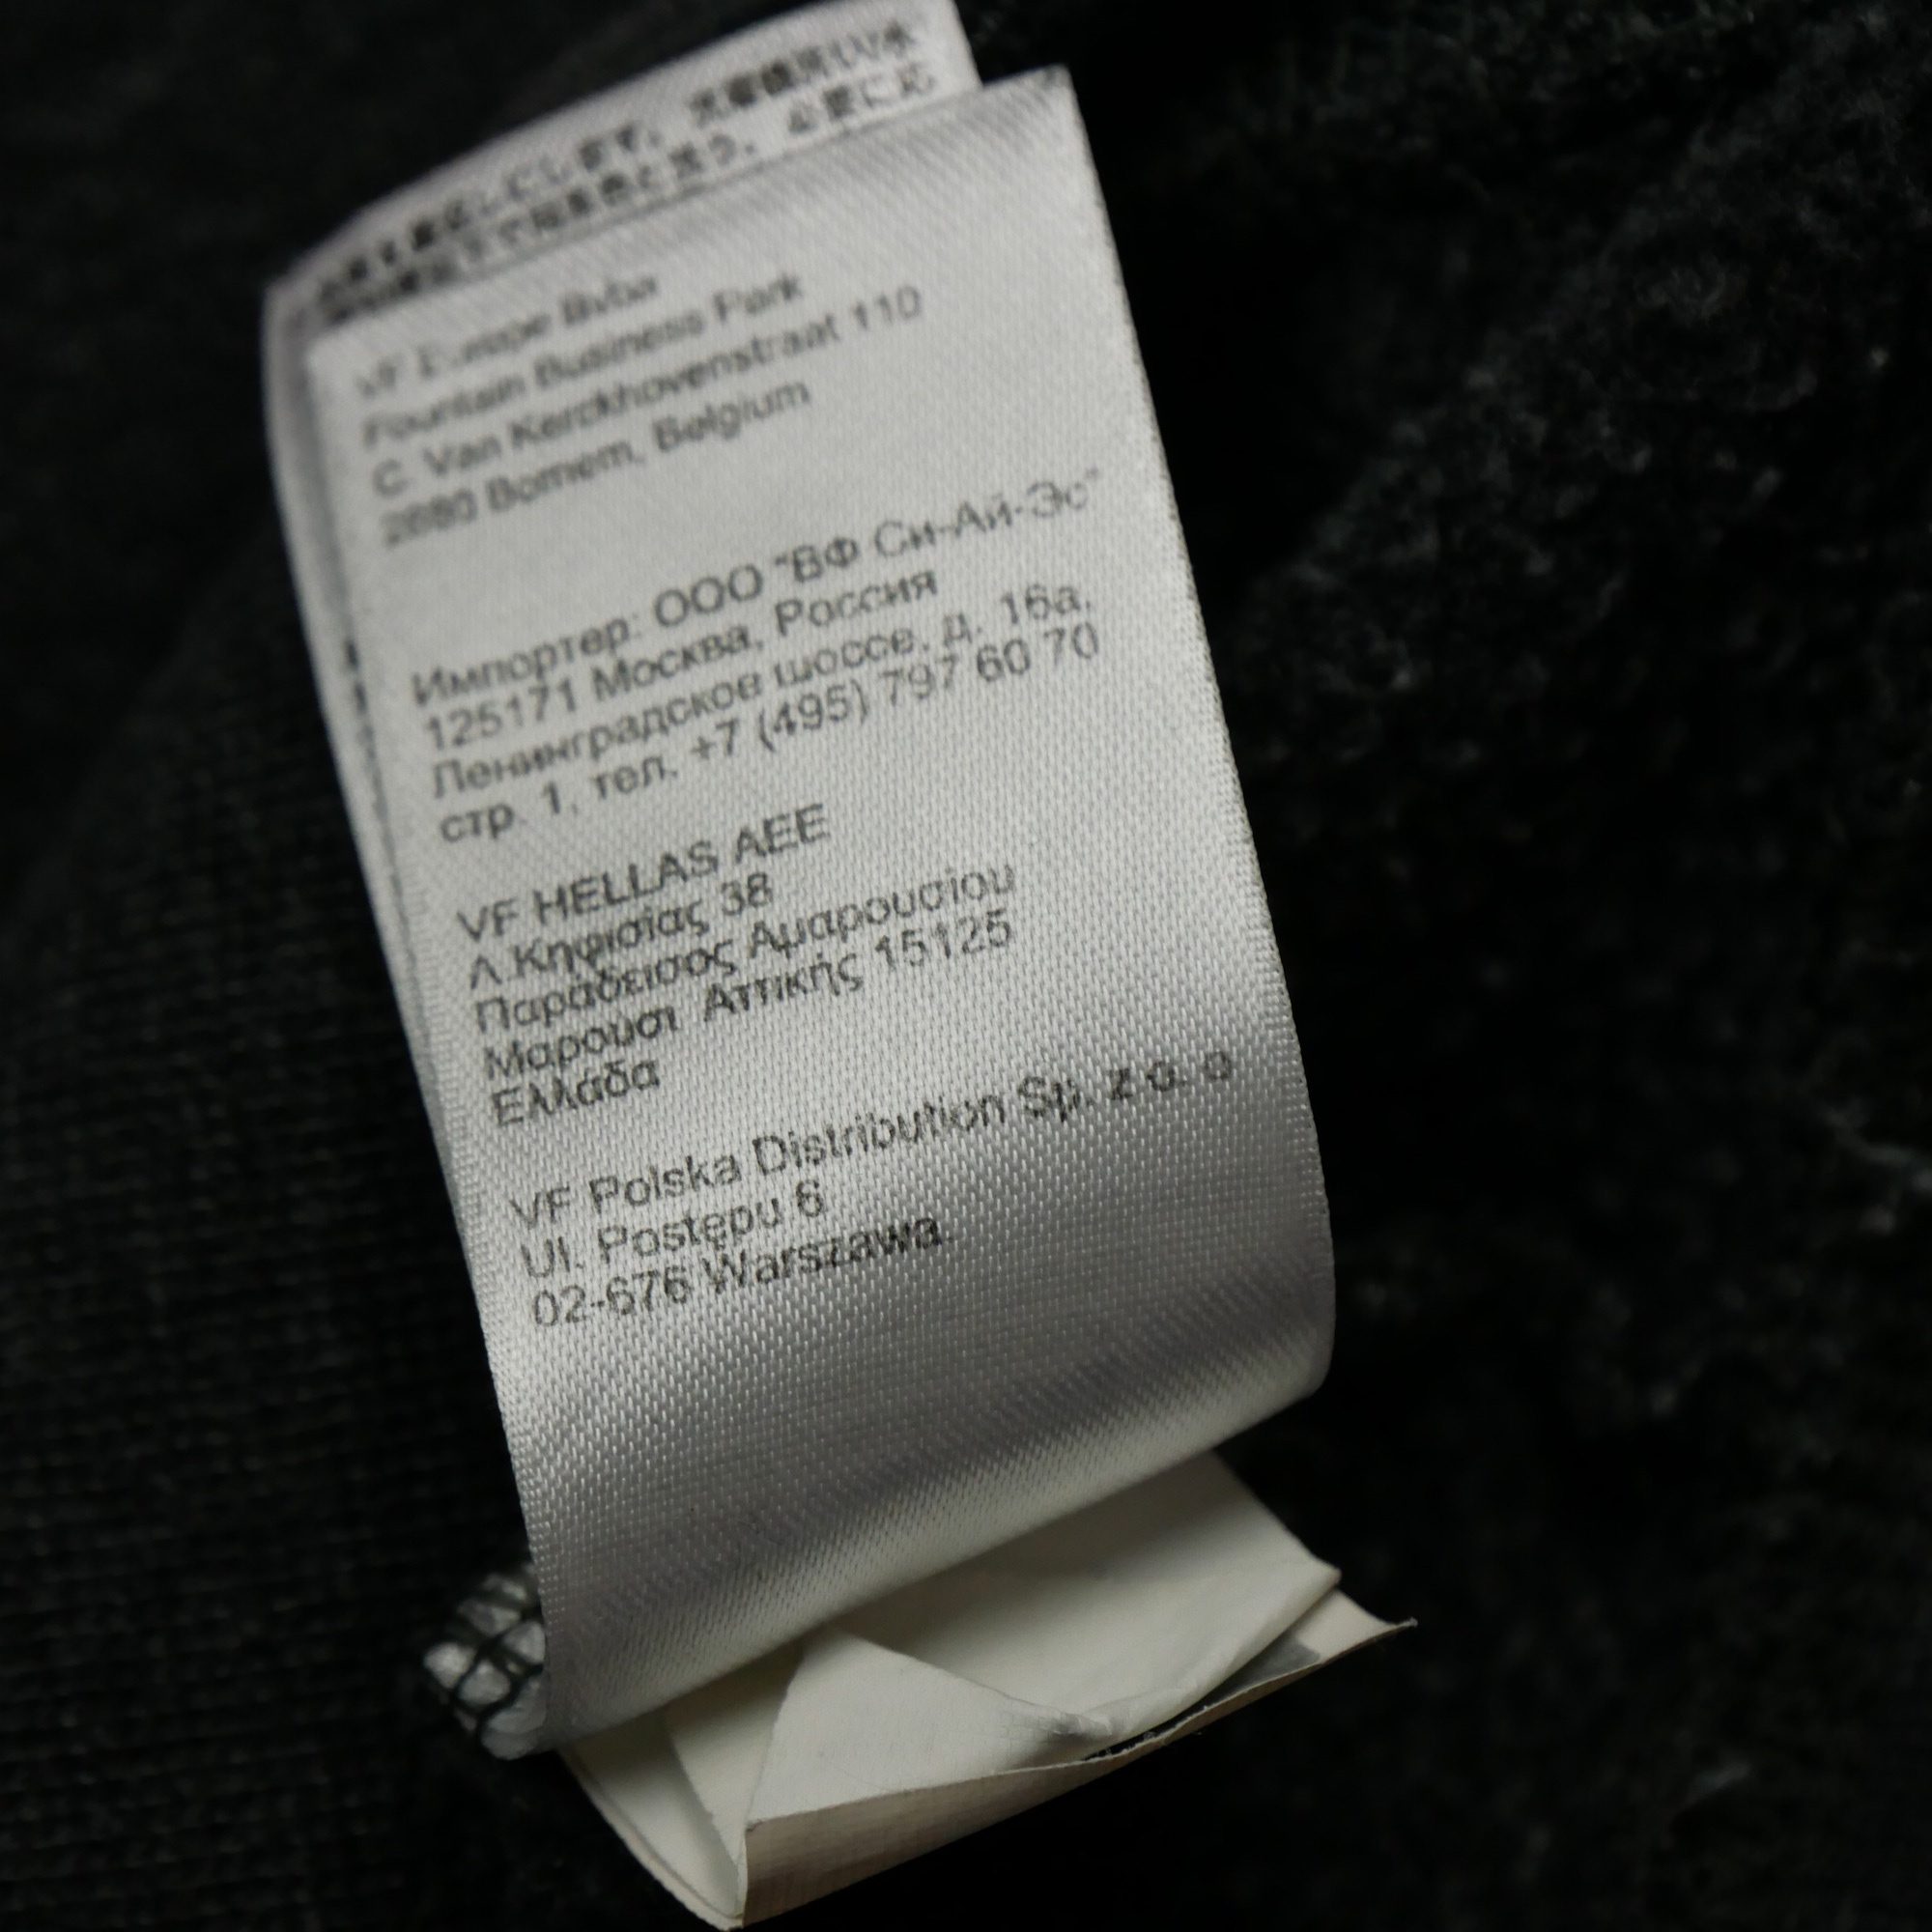 VF Europe Bvba
Fountain Business Park
C. Van Kerckhovenstraat 110
2880 Bornem, Belgium
Импортер: ООО "ВФ Си-Ай-Эс"
125171 Москва, Россия
Ленинградское шоссе, д. 16а,
стр. 1, тел. +7 (495) 797 60 70
VF HELLAS AEE
Λ.Κηφισίας 38
Παράδεισος Αμαρουσίου
Μαρούσι Αττικής 15125
Ελλάδα
VF Polska Distribution Sp. z o. o
Ul. Postępu 6
02-676 Warszawa